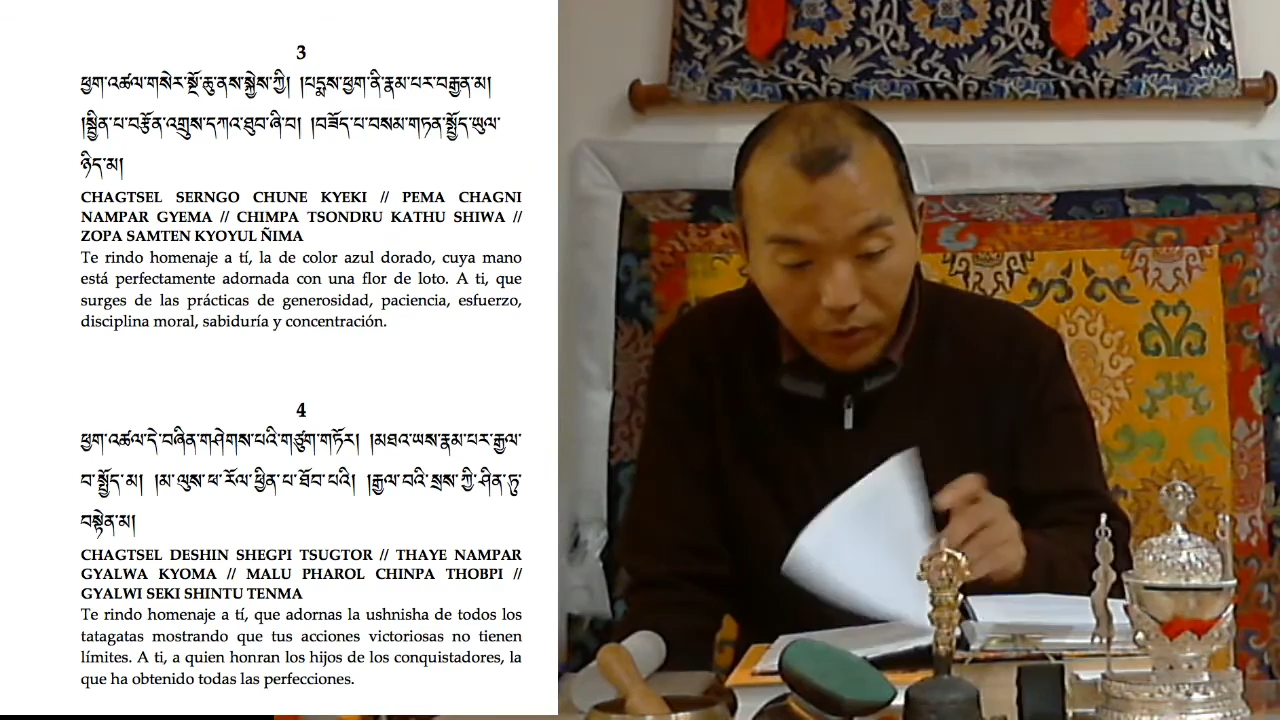 3
ཕྱག་འཚལ་གསེར་སྔོ་ཆུ་ནས་སྐྱེས་ཀྱི། །པདྨས་ཕྱག་ནི་རྣམ་པར་བརྒྱན་མ།
།སྦྱིན་པ་བརྩོན་འགྲུས་དཀའ་ཐུབ་ཞི་བ། །བཟོད་པ་བསམ་གཏན་སྤྱོད་ཡུལ་
ཉིད་མ།
CHAGTSEL SERNGO CHUNE KYEKI // PEMA CHAGNI
NAMPAR GYEMA // CHIMPA TSONDRU KATHU SHIWA //
ZOPA SAMTEN KYOYUL ÑIMA
Te rindo homenaje a tí, la de color azul dorado, cuya mano
está perfectamente adornada con una flor de loto. A ti, que
surges de las prácticas de generosidad, paciencia, esfuerzo,
disciplina moral, sabiduría y concentración.
4
ཕྱག་འཚལ་དེ་བཞིན་གཤེགས་པའི་གཙུག་གཏོར། །མཐའ་ཡས་རྣམ་པར་རྒྱལ་
བ་སྤྱོད་མ། །མ་ལུས་ཕ་རོལ་ཕྱིན་པ་ཐོབ་པའི། །རྒྱལ་བའི་སྲས་ཀྱི་ཤིན་ཏུ་
བསྟེན་མ།
CHAGTSEL DESHIN SHEGPI TSUGTOR // THAYE NAMPAR
GYALWA KYOMA // MALU PHAROL CHINPA THOBPI //
GYALWI SEKI SHINTU TENMA
Te rindo homenaje a tí, que adornas la ushnisha de todos los
tatagatas mostrando que tus acciones victoriosas no tienen
límites. A ti, a quien honran los hijos de los conquistadores, la
que ha obtenido todas las perfecciones.